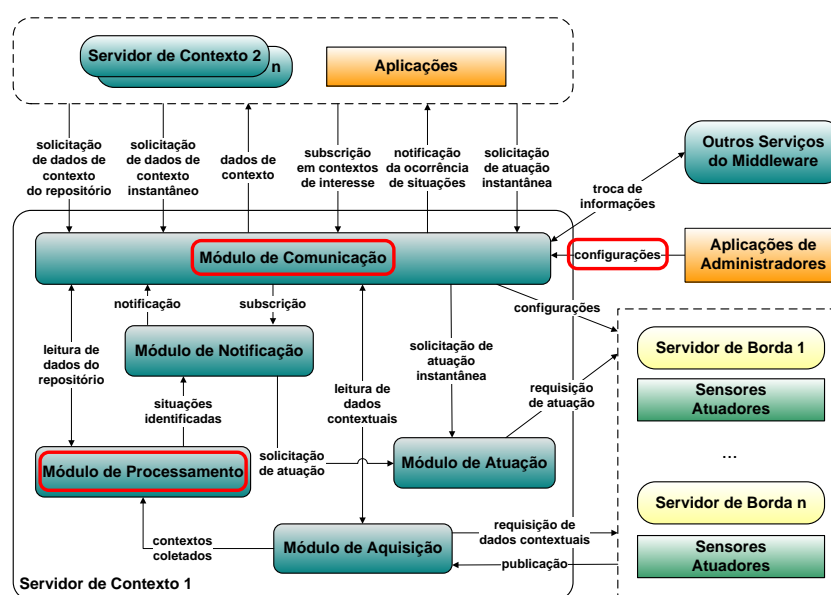 Servidor de Contexto 2
n
Aplicações
solicitação
de dados de
contexto
do repositório
solicitação
de dados de
contexto
instantâneo
dados de
contexto
subscrição
em contextos
de interesse
notificação
da ocorrência
de situações
solicitação
de atuação
instantânea
Outros Serviços
do Middleware
troca de
informações
Módulo de Comunicação
configurações
Aplicações de
Administradores
notificação
subscrição
configurações
Módulo de Notificação
leitura de
dados do
repositório
solicitação de
atuação
instantânea
Servidor de Borda 1
situações
identificadas
leitura de
dados
contextuais
requisição
de atuação
Sensores
Atuadores
Módulo de Processamento
solicitação
de atuação
Módulo de Atuação
...
Servidor de Borda n
contextos
coletados
Módulo de Aquisição
requisição de
dados contextuais
publicação
Sensores
Atuadores
Servidor de Contexto 1